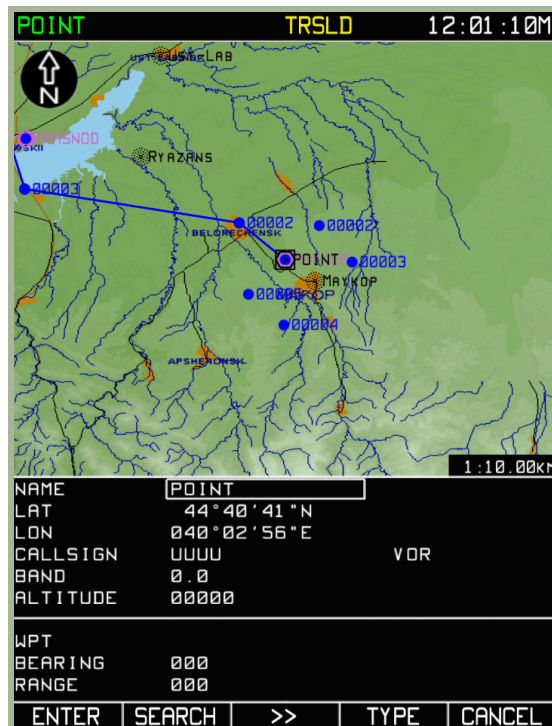 POINT TRSLD 12:01:10M
LAB
N
RYAZANS
00003
00002
00002
BELORECHENSK
POINT
00003
MAYKOP
00004
APSHERONSK
1:10.00км
NAME POINT
LAT 44°40'41"N
LON 040°02'56"E
CALLSIGN UUUU VOR
BAND 0.0
ALTITUDE 00000
WPT
BEARING 000
RANGE 000
ENTER SEARCH >> TYPE CANCEL